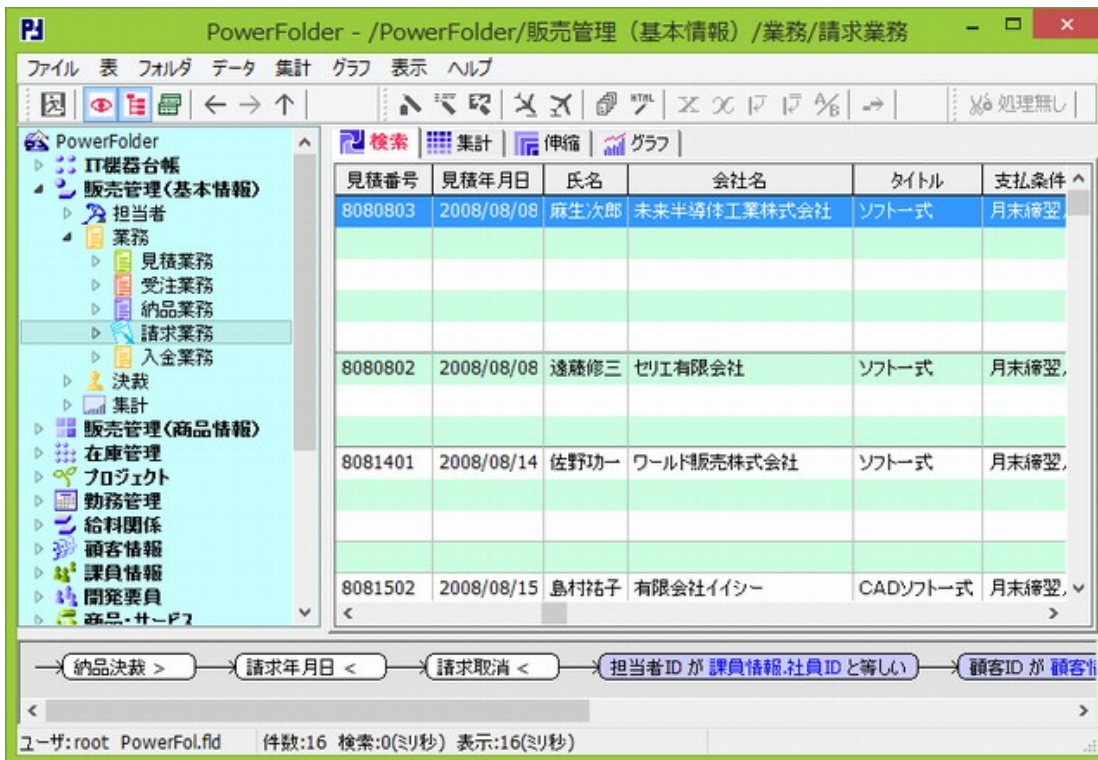 PowerFolder - /PowerFolder/販売管理（基本情報）/業務/請求業務
ファイル 表 フォルダ データ 集計 グラフ 表示 ヘルプ
処理無し
PowerFolder
IT機器台帳
販売管理(基本情報)
担当者
業務
見積業務
受注業務
納品業務
請求業務
入金業務
決裁
集計
販売管理(商品情報)
在庫管理
プロジェクト
勤務管理
給料関係
顧客情報
課員情報
開発要員
商品・サービス
検索 集計 伸縮 グラフ
見積番号 見積年月日 氏名 会社名 タイトル 支払条件
8080803 2008/08/08 麻生次郎 未来半導体工業株式会社 ソフト一式 月末締翌
8080802 2008/08/08 遠藤修三 セリエ有限会社 ソフト一式 月末締翌
8081401 2008/08/14 佐野功一 ワールド販売株式会社 ソフト一式 月末締翌
8081502 2008/08/15 島村祐子 有限会社イイシー CADソフト一式 月末締翌
納品決裁 > 請求年月日 < 請求取消 < 担当者ID が 課員情報.社員ID と等しい 顧客ID が 顧客
ユーザ:root PowerFol.fld 件数:16 検索:0(ミリ秒) 表示:16(ミリ秒)